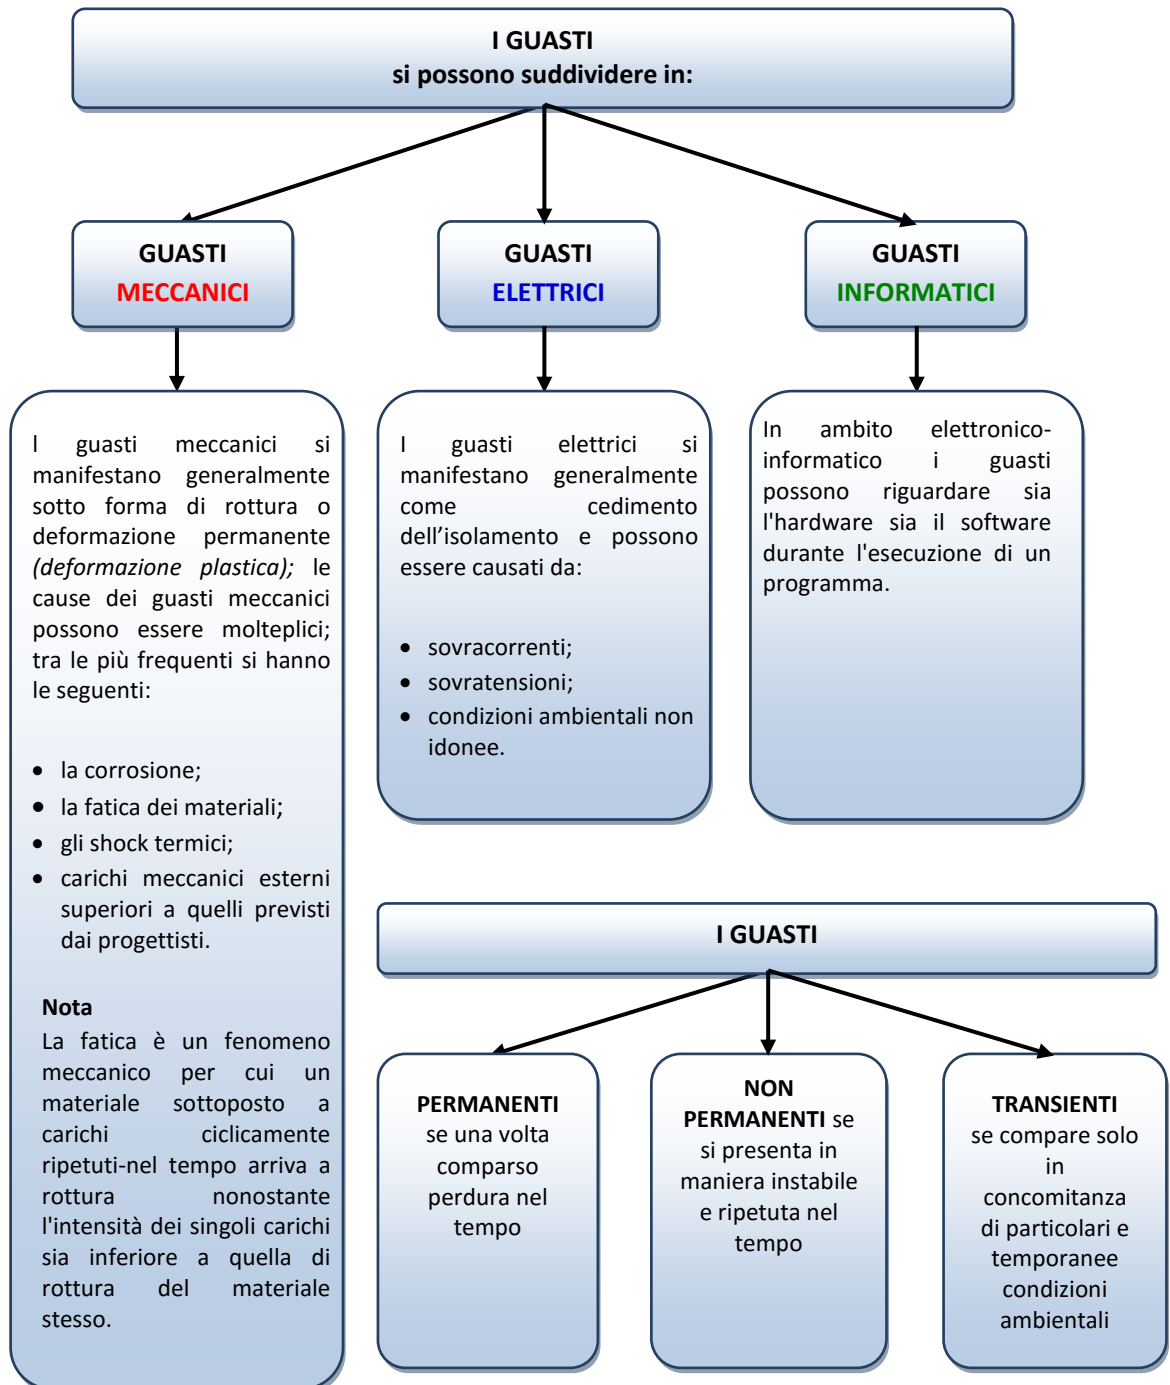 I GUASTI
si possono suddividere in:
GUASTI
MECCANICI
GUASTI
ELETTRICI
GUASTI
INFORMATICI
I guasti meccanici si
manifestano generalmente
sotto forma di rottura o
deformazione permanente
(deformazione plastica); le
cause dei guasti meccanici
possono essere molteplici;
tra le più frequenti si hanno
le seguenti:
• la corrosione;
• la fatica dei materiali;
• gli shock termici;
• carichi meccanici esterni
superiori a quelli previsti
dai progettisti.
Nota
La fatica è un fenomeno
meccanico per cui un
materiale sottoposto a
carichi ciclicamente
ripetuti-nel tempo arriva a
rottura nonostante
l'intensità dei singoli carichi
sia inferiore a quella di
rottura del materiale
stesso.
I guasti elettrici si
manifestano generalmente
come cedimento
dell’isolamento e possono
essere causati da:
• sovracorrenti;
• sovratensioni;
• condizioni ambientali non
idonee.
In ambito elettronico-
informatico i guasti
possono riguardare sia
l'hardware sia il software
durante l'esecuzione di un
programma.
I GUASTI
PERMANENTI
se una volta
comparso
perdura nel
tempo
NON
PERMANENTI se
si presenta in
maniera instabile
e ripetuta nel
tempo
TRANSIENTI
se compare solo
in
concomitanza
di particolari e
temporanee
condizioni
ambientali